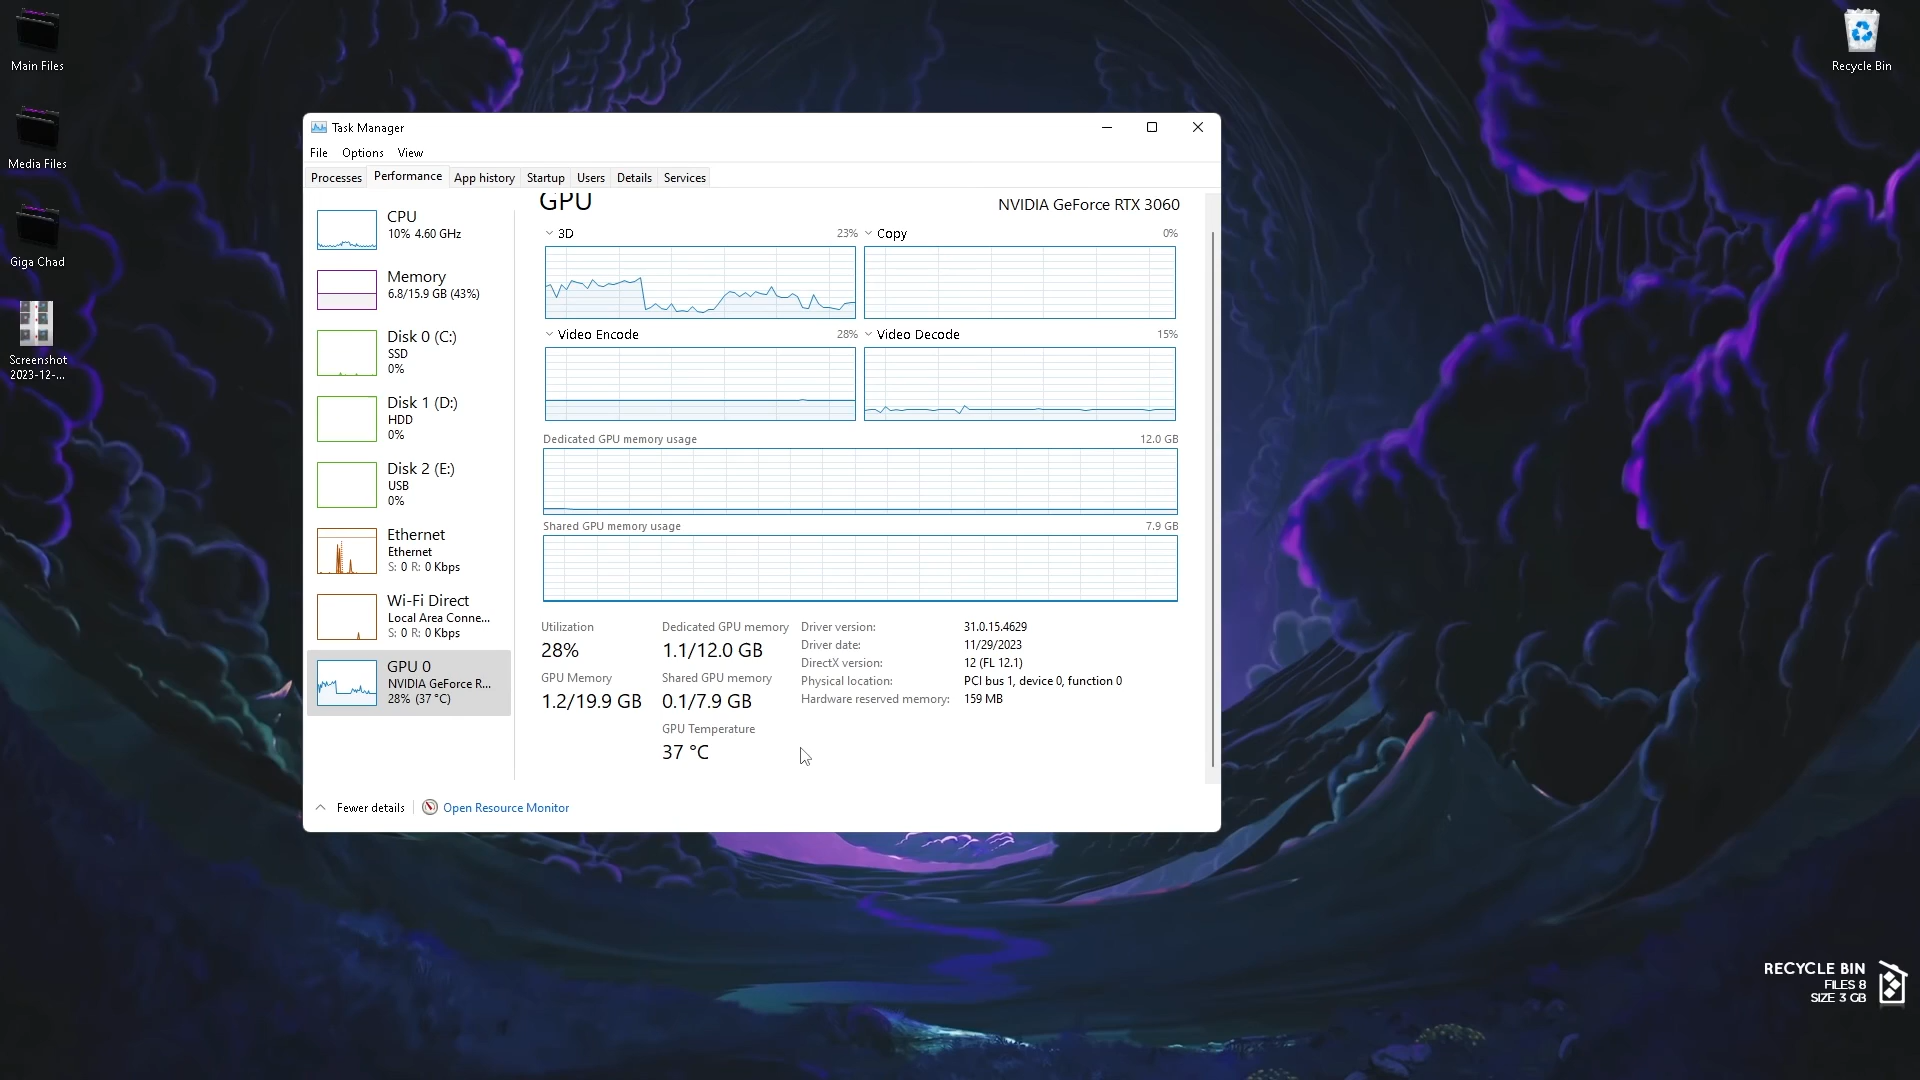 Main Files
Media Files
Giga Chad
Screenshot
2023-12-...
Recycle Bin
Task Manager
File Options View
Processes Performance App history Startup Users Details Services
CPU
10% 4.60 GHz
Memory
6.8/15.9 GB (43%)
Disk 0 (C:)
SSD
0%
Disk 1 (D:)
HDD
0%
Disk 2 (E:)
USB
0%
Ethernet
Ethernet
S: 0 R: 0 Kbps
Wi-Fi Direct
Local Area Conne...
S: 0 R: 0 Kbps
GPU 0
NVIDIA GeForce R...
28% (37 °C)
GPU NVIDIA GeForce RTX 3060
3D 23% Copy 0%
Video Encode 28% Video Decode 15%
Dedicated GPU memory usage 12.0 GB
Shared GPU memory usage 7.9 GB
Utilization
28%
GPU Memory
1.2/19.9 GB
Dedicated GPU memory
1.1/12.0 GB
Shared GPU memory
0.1/7.9 GB
GPU Temperature
37 °C
Driver version: 31.0.15.4629
Driver date: 11/29/2023
DirectX version: 12 (FL 12.1)
Physical location: PCI bus 1, device 0, function 0
Hardware reserved memory: 159 MB
Fewer details Open Resource Monitor
RECYCLE BIN
FILES 8
SIZE 3 GB